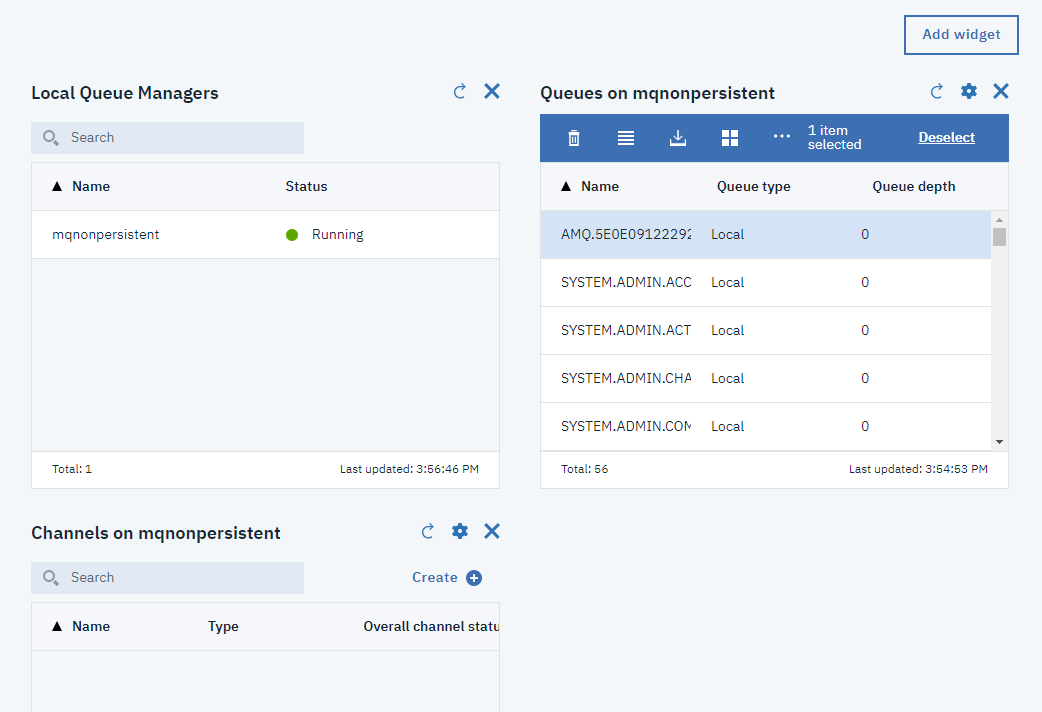 Add widget
Local Queue Managers
Search
Name Status
mqnonpersistent Running
Total: 1 Last updated: 3:56:46 PM
Queues on mqnonpersistent
1 item
selected
Deselect
Name Queue type Queue depth
AMQ.5E0E09122292 Local 0
SYSTEM.ADMIN.ACC Local 0
SYSTEM.ADMIN.ACT Local 0
SYSTEM.ADMIN.CHA Local 0
SYSTEM.ADMIN.COM Local 0
Total: 56 Last updated: 3:54:53 PM
Channels on mqnonpersistent
Search Create
Name Type Overall channel statu